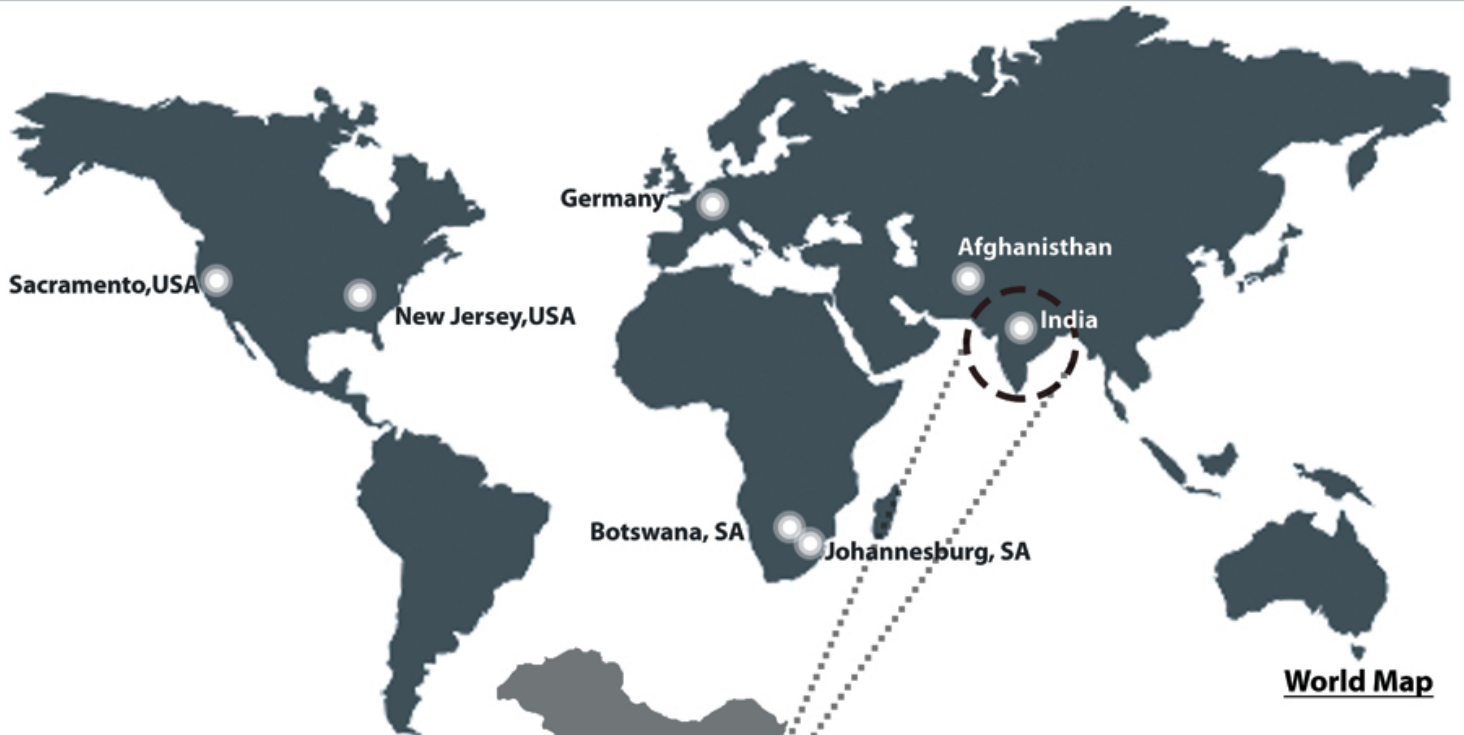 Germany
Afghanisthan
Sacramento,USA
New Jersey,USA
India
Botswana, SA
Johannesburg, SA
World Map